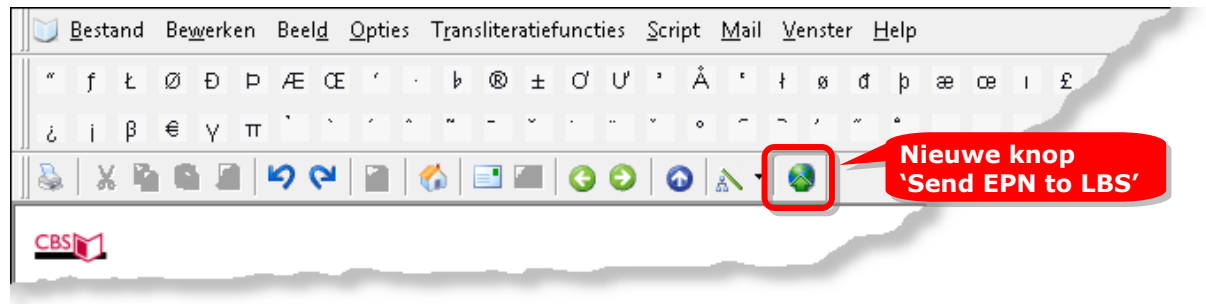 Bestand Bewerken Beeld Opties Transliteratiefuncties Script Mail Venster Help
“ ƒ Ł Ø Đ Þ Æ Œ ʹ · ♭ ® ± Ơ Ư ʾ Å ʿ ł ø đ þ æ œ ı £
¿ ¡ β € γ π
Nieuwe knop
‘Send EPN to LBS’
CBS